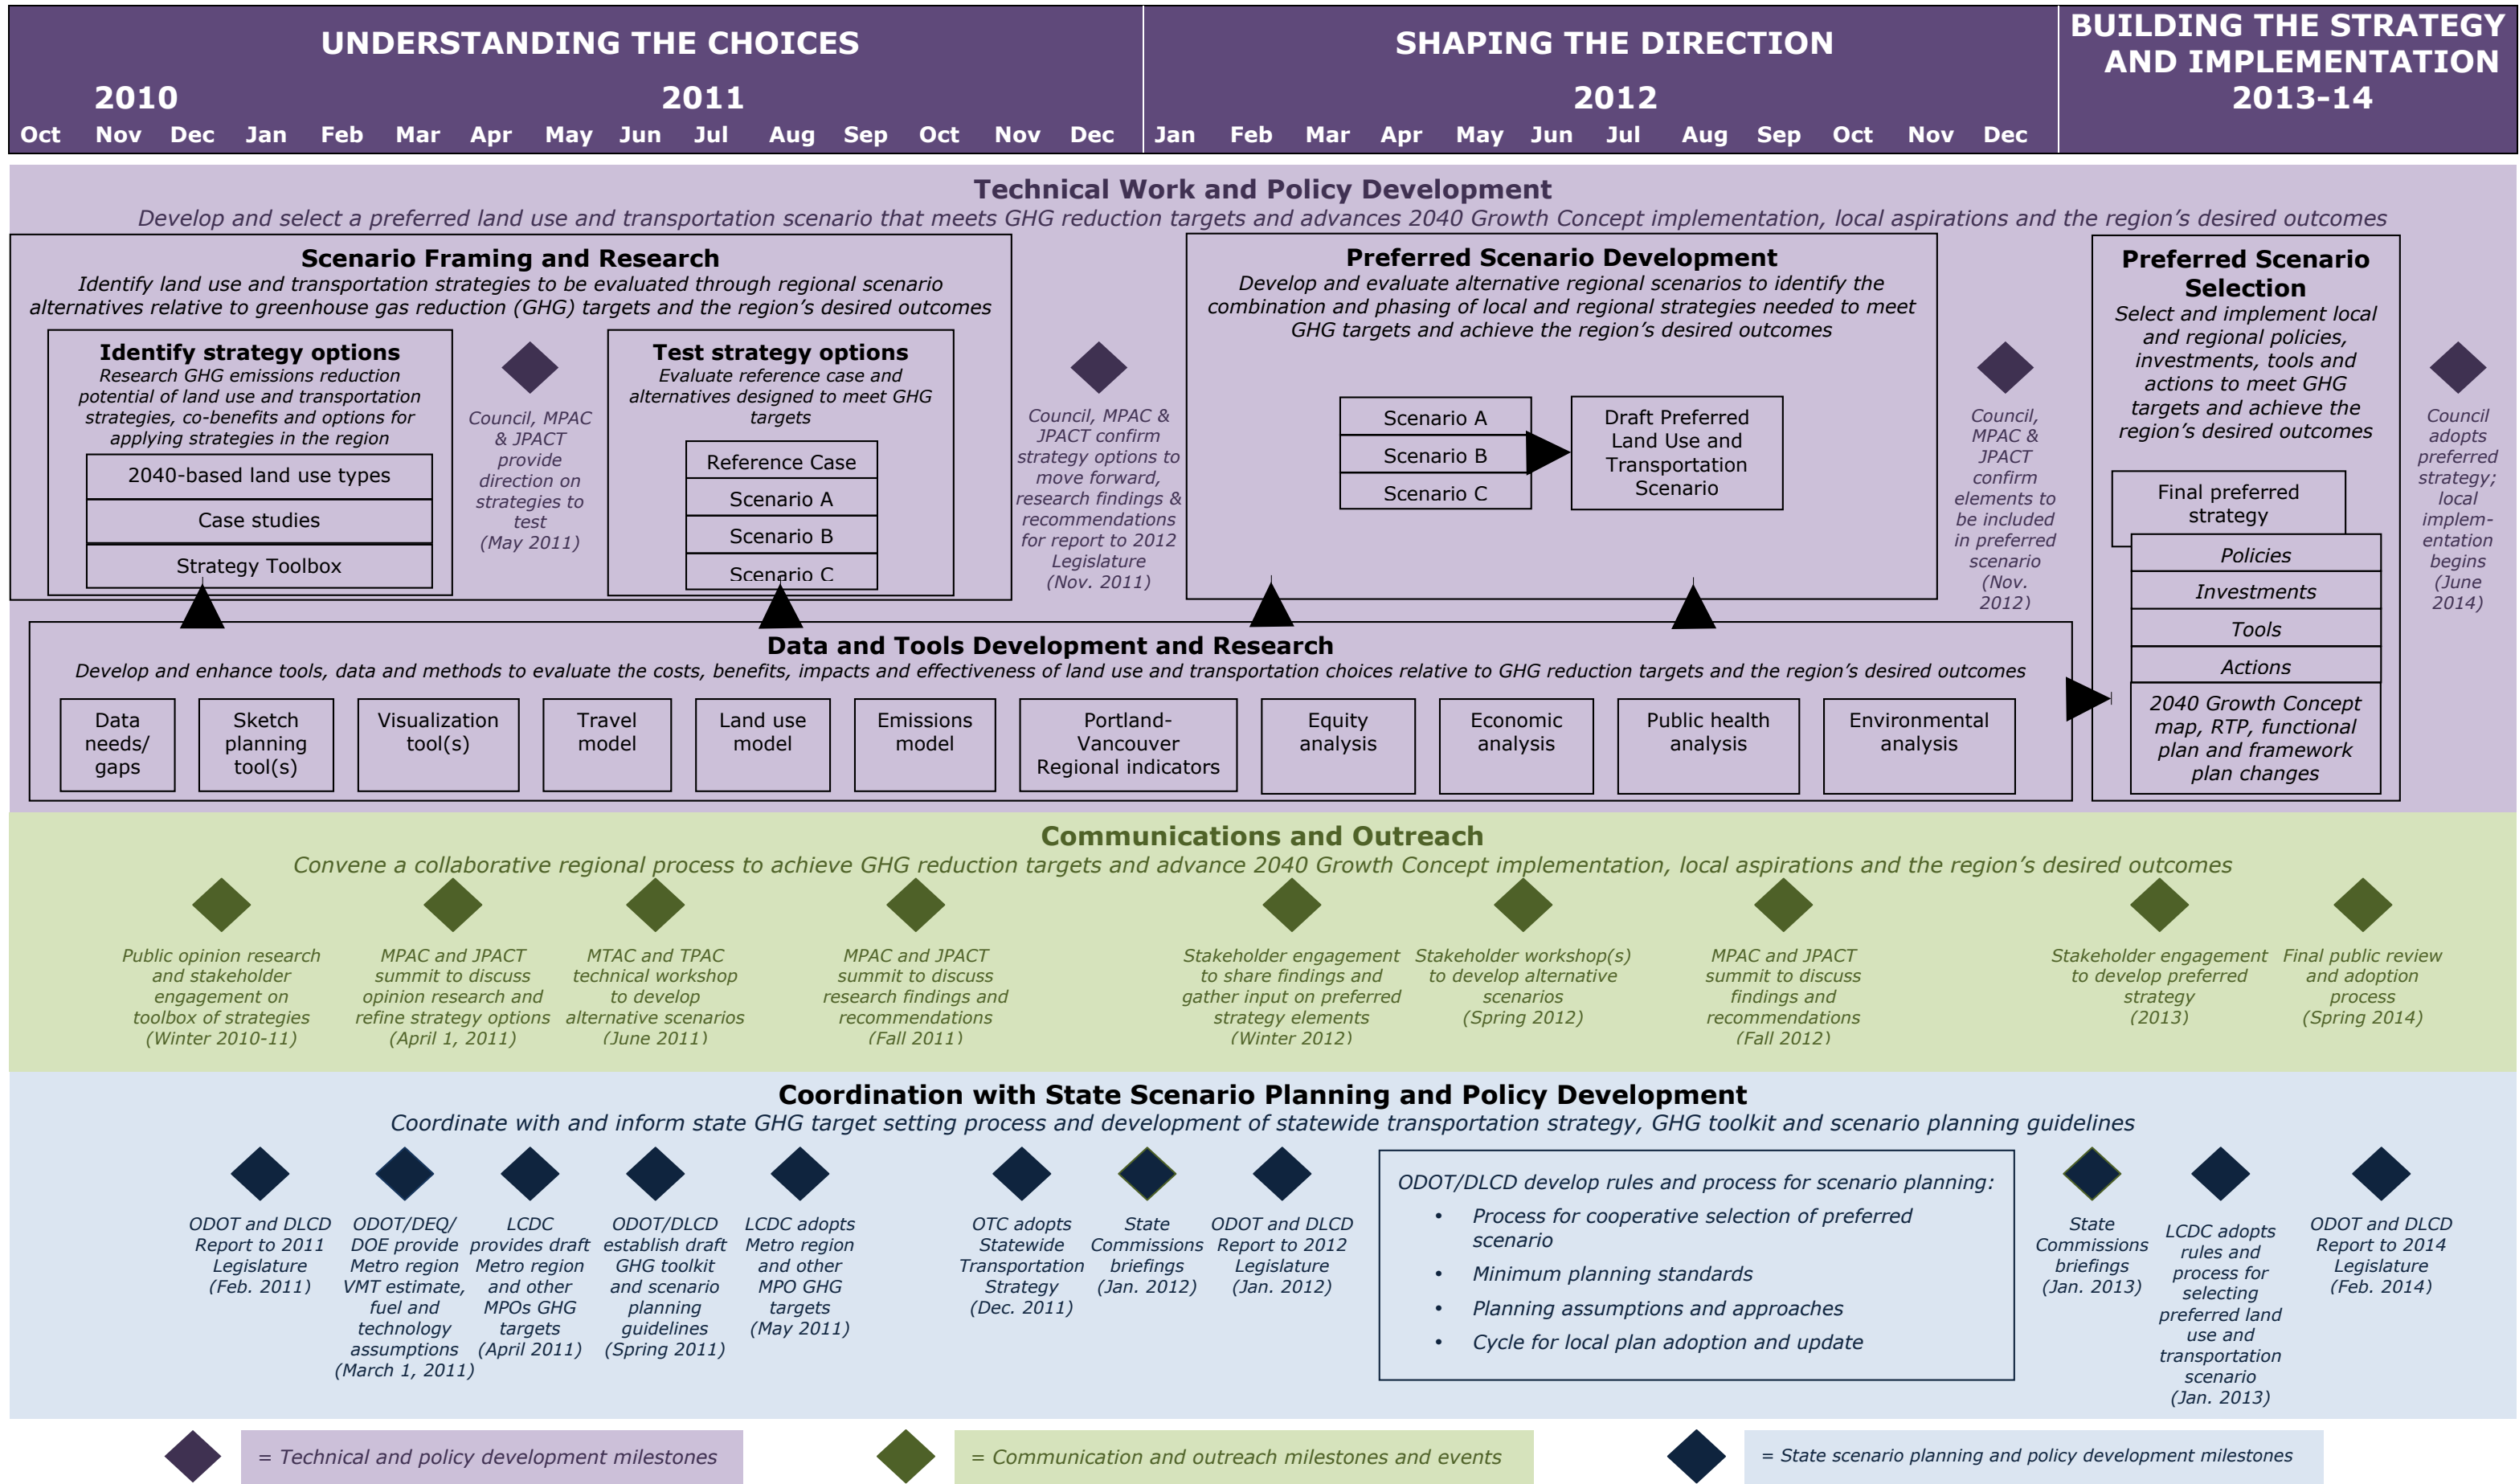 UNDERSTANDING THE CHOICES
2010
2011
Oct Nov Dec Jan Feb Mar Apr May Jun Jul Aug Sep Oct Nov Dec
SHAPING THE DIRECTION
2012
Jan Feb Mar Apr May Jun Jul Aug Sep Oct Nov Dec
BUILDING THE STRATEGY
AND IMPLEMENTATION
2013-14
Technical Work and Policy Development
Develop and select a preferred land use and transportation scenario that meets GHG reduction targets and advances 2040 Growth Concept implementation, local aspirations and the region’s desired outcomes
Scenario Framing and Research
Identify land use and transportation strategies to be evaluated through regional scenario
alternatives relative to greenhouse gas reduction (GHG) targets and the region’s desired outcomes
Identify strategy options
Research GHG emissions reduction
potential of land use and transportation
strategies, co-benefits and options for
applying strategies in the region
2040-based land use types
Case studies
Strategy Toolbox
Council, MPAC
& JPACT
provide
direction on
strategies to
test
(May 2011)
Test strategy options
Evaluate reference case and
alternatives designed to meet GHG
targets
Reference Case
Scenario A
Scenario B
Scenario C
Council, MPAC &
JPACT confirm
strategy options to
move forward,
research findings &
recommendations
for report to 2012
Legislature
(Nov. 2011)
Preferred Scenario Development
Develop and evaluate alternative regional scenarios to identify the
combination and phasing of local and regional strategies needed to meet
GHG targets and achieve the region’s desired outcomes
Scenario A
Scenario B
Scenario C
Draft Preferred
Land Use and
Transportation
Scenario
Council,
MPAC &
JPACT
confirm
elements to
be included
in preferred
scenario
(Nov.
2012)
Preferred Scenario
Selection
Select and implement local
and regional policies,
investments, tools and
actions to meet GHG
targets and achieve the
region’s desired outcomes
Final preferred
strategy
Policies
Investments
Tools
Actions
2040 Growth Concept
map, RTP, functional
plan and framework
plan changes
Council
adopts
preferred
strategy;
local
implem-
entation
begins
(June
2014)
Data and Tools Development and Research
Develop and enhance tools, data and methods to evaluate the costs, benefits, impacts and effectiveness of land use and transportation choices relative to GHG reduction targets and the region’s desired outcomes
Data
needs/
gaps
Sketch
planning
tool(s)
Visualization
tool(s)
Travel
model
Land use
model
Emissions
model
Portland-
Vancouver
Regional indicators
Equity
analysis
Economic
analysis
Public health
analysis
Environmental
analysis
Communications and Outreach
Convene a collaborative regional process to achieve GHG reduction targets and advance 2040 Growth Concept implementation, local aspirations and the region’s desired outcomes
Public opinion research
and stakeholder
engagement on
toolbox of strategies
(Winter 2010-11)
MPAC and JPACT
summit to discuss
opinion research and
refine strategy options
(April 1, 2011)
MTAC and TPAC
technical workshop
to develop
alternative scenarios
(June 2011)
MPAC and JPACT
summit to discuss
research findings and
recommendations
(Fall 2011)
Stakeholder engagement
to share findings and
gather input on preferred
strategy elements
(Winter 2012)
Stakeholder workshop(s)
to develop alternative
scenarios
(Spring 2012)
MPAC and JPACT
summit to discuss
findings and
recommendations
(Fall 2012)
Stakeholder engagement
to develop preferred
strategy
(2013)
Final public review
and adoption
process
(Spring 2014)
Coordination with State Scenario Planning and Policy Development
Coordinate with and inform state GHG target setting process and development of statewide transportation strategy, GHG toolkit and scenario planning guidelines
ODOT and DLCD
Report to 2011
Legislature
(Feb. 2011)
ODOT/DEQ/
DOE provide
Metro region
VMT estimate,
fuel and
technology
assumptions
(March 1, 2011)
LCDC
provides draft
Metro region
and other
MPOs GHG
targets
(April 2011)
ODOT/DLCD
establish draft
GHG toolkit
and scenario
planning
guidelines
(Spring 2011)
LCDC adopts
Metro region
and other
MPO GHG
targets
(May 2011)
OTC adopts
Statewide
Transportation
Strategy
(Dec. 2011)
State
Commissions
briefings
(Jan. 2012)
ODOT and DLCD
Report to 2012
Legislature
(Jan. 2012)
ODOT/DLCD develop rules and process for scenario planning:
• Process for cooperative selection of preferred
scenario
• Minimum planning standards
• Planning assumptions and approaches
• Cycle for local plan adoption and update
State
Commissions
briefings
(Jan. 2013)
LCDC adopts
rules and
process for
selecting
preferred land
use and
transportation
scenario
(Jan. 2013)
ODOT and DLCD
Report to 2014
Legislature
(Feb. 2014)
= Technical and policy development milestones
= Communication and outreach milestones and events
= State scenario planning and policy development milestones